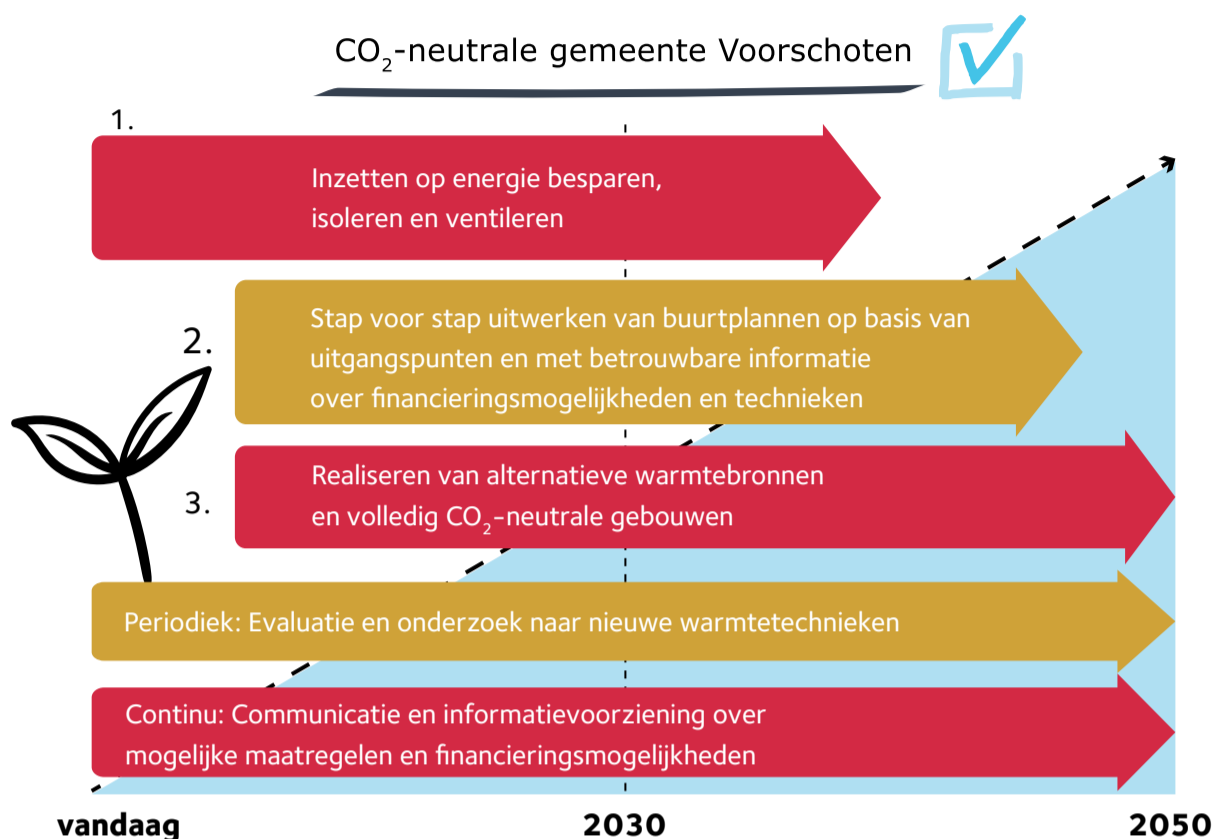 CO₂-neutrale gemeente Voorschoten
1.
Inzetten op energie besparen,
isoleren en ventileren
2.
Stap voor stap uitwerken van buurtplannen op basis van
uitgangspunten en met betrouwbare informatie
over financieringsmogelijkheden en technieken
3.
Realiseren van alternatieve warmtebronnen
en volledig CO₂-neutrale gebouwen
Periodiek: Evaluatie en onderzoek naar nieuwe warmtetechnieken
Continu: Communicatie en informatievoorziening over
mogelijke maatregelen en financieringsmogelijkheden
vandaag 2030 2050